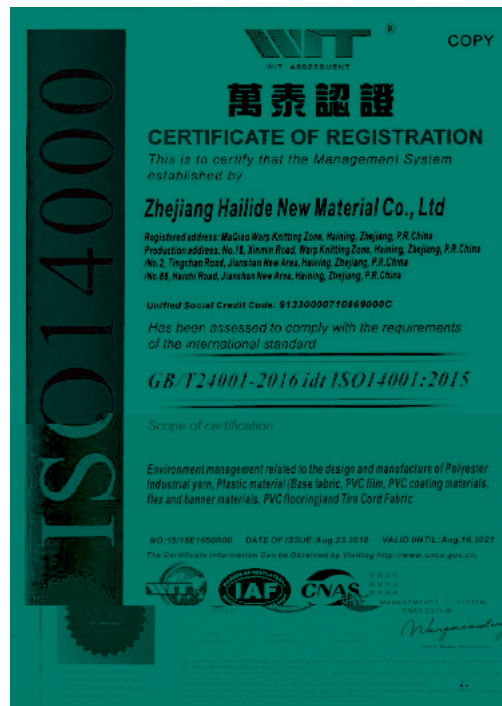 WIT
®
COPY
WIT ASSESSMENT
萬泰認證
CERTIFICATE OF REGISTRATION
This is to certify that the Management System
established by
Zhejiang Hailide New Material Co., Ltd
Registered address: MaQiao Warp Knitting Zone, Haining, Zhejiang, P.R.China
Production address: No.18, Xinmin Road, Warp Knitting Zone, Haining, Zhejiang, P.R.China
/No.2, Tingchao Road, Jianshan New Area, Haining, Zhejiang, P.R.China
/No.88, Haishi Road, Jianshan New Area, Haining, Zhejiang, P.R.China
Unified Social Credit Code:
Has been assessed to comply with the requirements
of the international standard
GB/T24001-2016 idt ISO14001:2015
Scope of certification
Environment management related to the design and manufacture of Polyester
Industrial yarn, Plastic material (Base fabric, PVC film, PVC coating materials,
flex and banner materials, PVC flooring)and Tire Cord Fabric
NO:15/18E1650R00 DATE OF ISSUE:Aug.23,2018 VALID UNTIL:Aug.16,2021
The Certificate Information Can be Obtained by Visiting http://www.cnca.gov.cn.
IAF
CNAS
MANAGEMENT SYSTEM
ISO14000